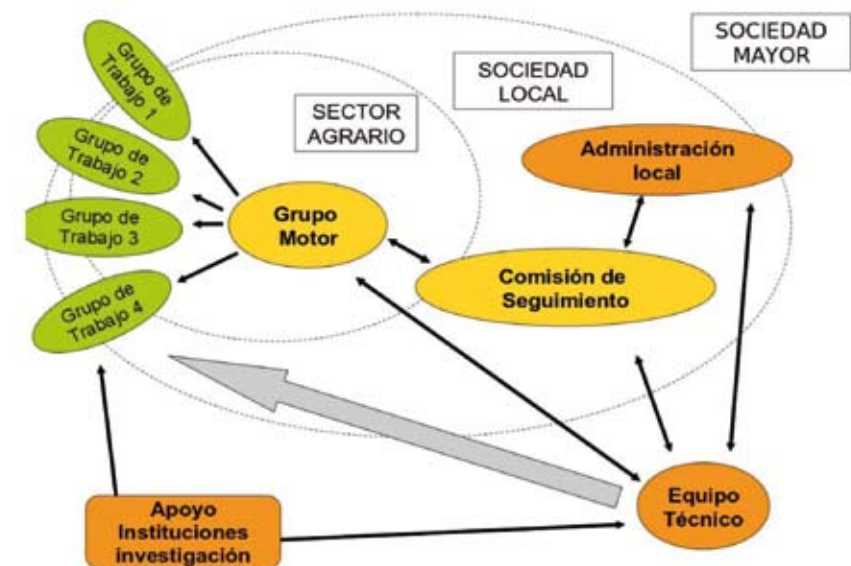 SOCIEDAD
MAYOR
SOCIEDAD
LOCAL
SECTOR
AGRARIO
Grupo de
Trabajo 1
Grupo de
Trabajo 2
Grupo de
Trabajo 3
Grupo de
Trabajo 4
Grupo
Motor
Administración
local
Comisión de
Seguimiento
Equipo
Técnico
Apoyo
Instituciones
investigación